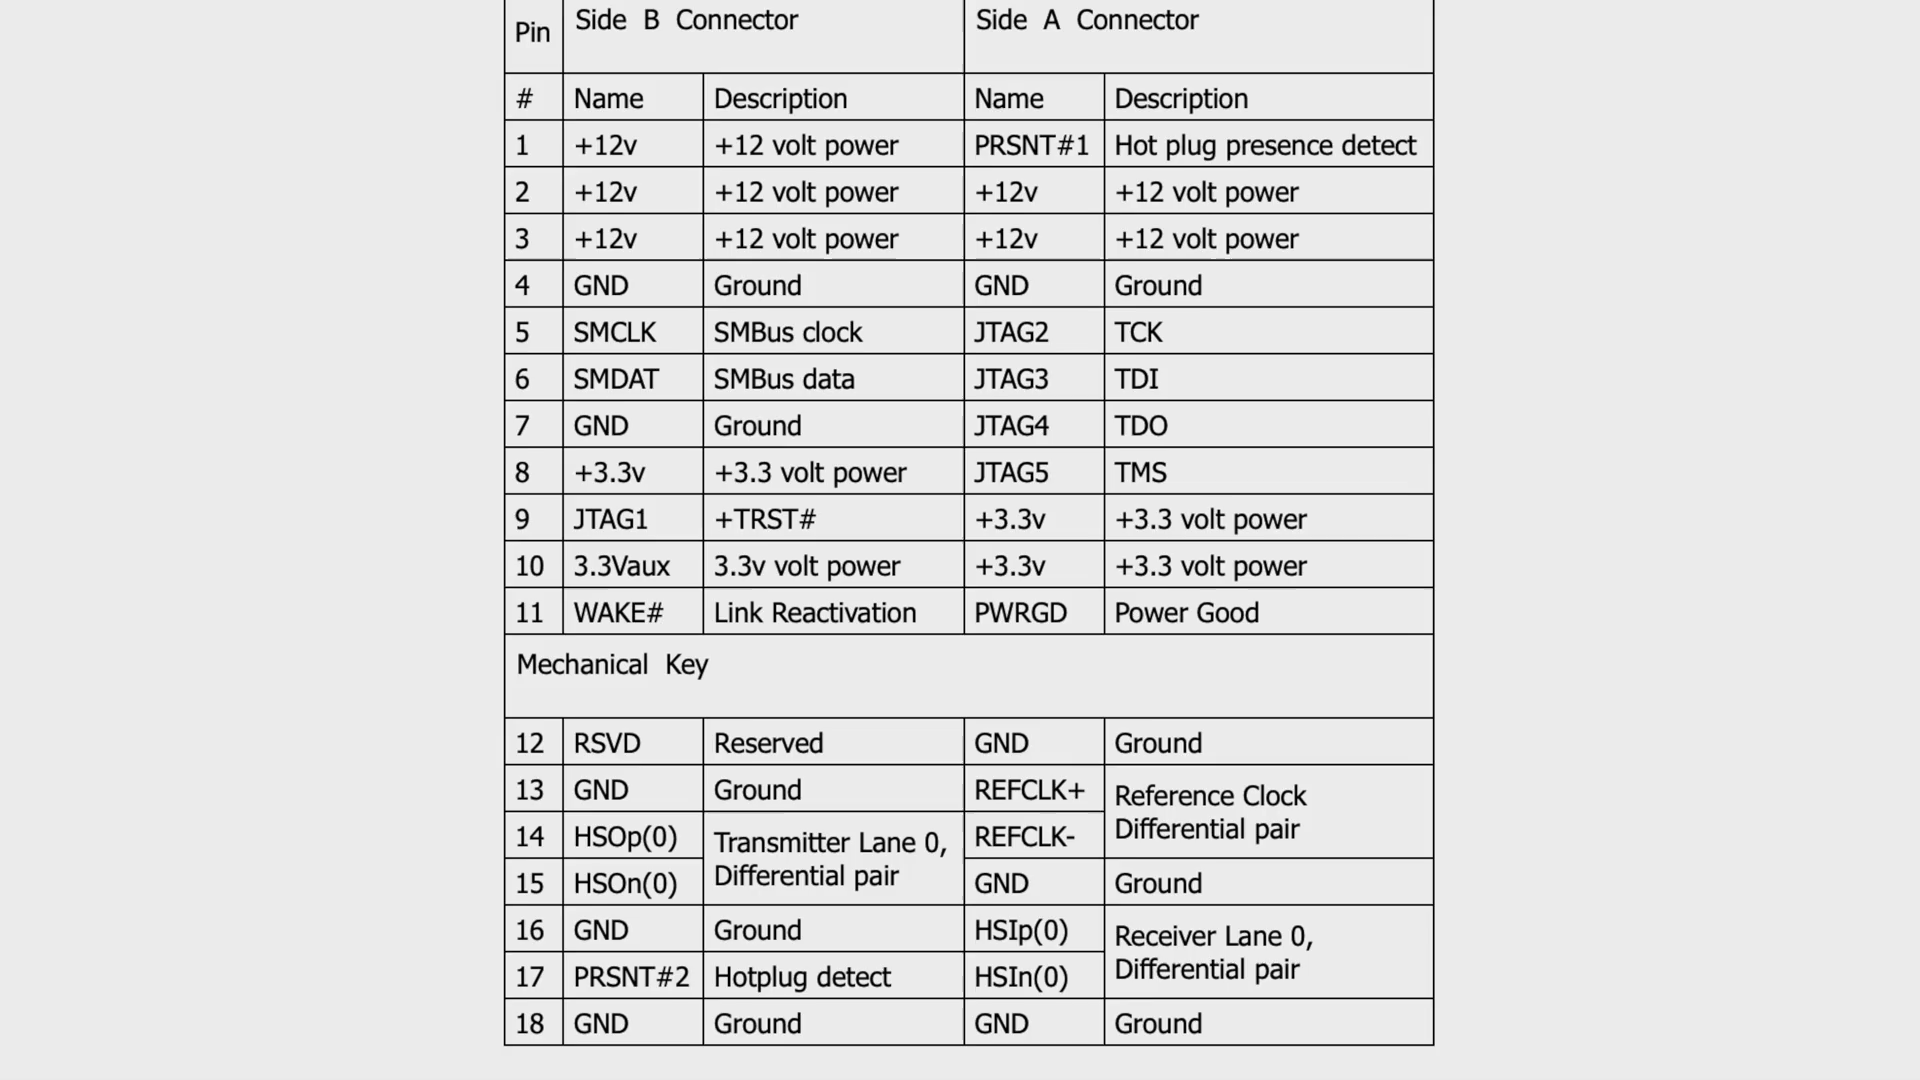 Pin Side B Connector Side A Connector
# Name Description Name Description
1 +12v +12 volt power PRSNT#1 Hot plug presence detect
2 +12v +12 volt power +12v +12 volt power
3 +12v +12 volt power +12v +12 volt power
4 GND Ground GND Ground
5 SMCLK SMBus clock JTAG2 TCK
6 SMDAT SMBus data JTAG3 TDI
7 GND Ground JTAG4 TDO
8 +3.3v +3.3 volt power JTAG5 TMS
9 JTAG1 +TRST# +3.3v +3.3 volt power
10 3.3Vaux 3.3v volt power +3.3v +3.3 volt power
11 WAKE# Link Reactivation PWRGD Power Good
Mechanical Key
12 RSVD Reserved GND Ground
13 GND Ground REFCLK+ Reference Clock
Differential pair
14 HSOp(0) Transmitter Lane 0, REFCLK-
Differential pair
15 HSOn(0) GND Ground
16 GND Ground HSIp(0) Receiver Lane 0,
Differential pair
17 PRSNT#2 Hotplug detect HSIn(0)
18 GND Ground GND Ground